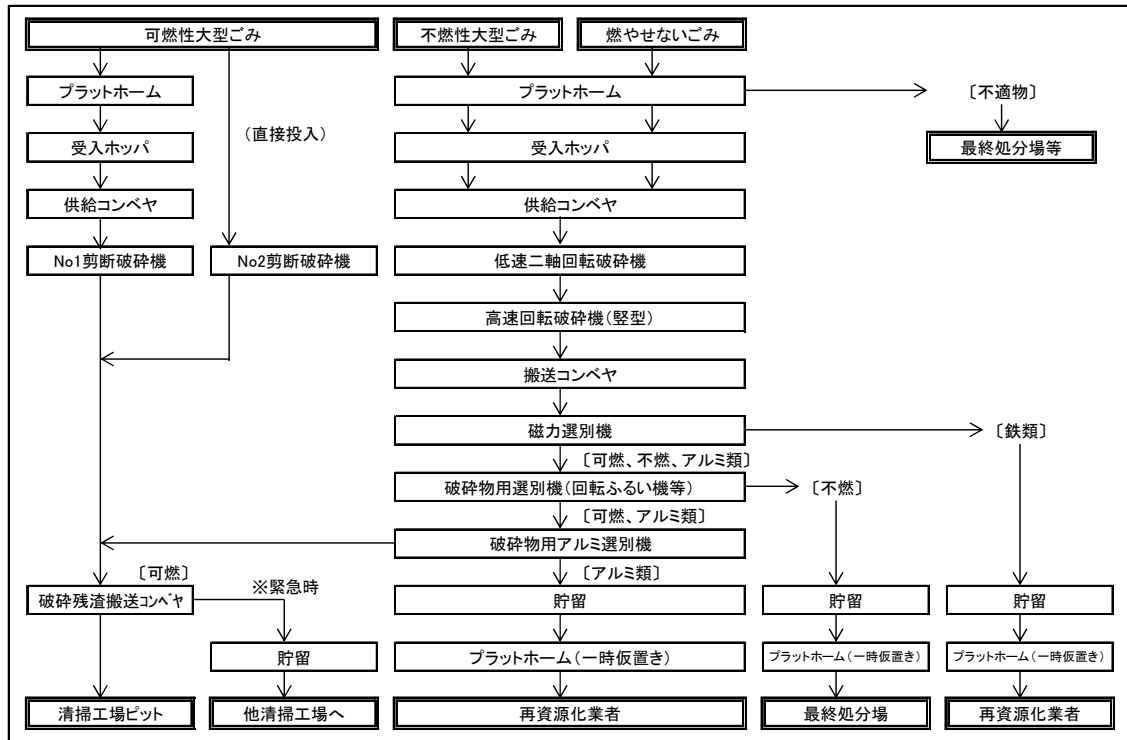 可燃性大型ごみ
不燃性大型ごみ
燃やせないごみ
プラットホーム
プラットホーム
〔不適物〕
(直接投入)
受入ホッパ
受入ホッパ
最終処分場等
供給コンベヤ
供給コンベヤ
No1剪断破砕機
No2剪断破砕機
低速二軸回転破砕機
高速回転破砕機(竪型)
搬送コンベヤ
磁力選別機
〔鉄類〕
〔可燃、不燃、アルミ類〕
破砕物用選別機(回転ふるい機等)
〔不燃〕
〔可燃、アルミ類〕
破砕物用アルミ選別機
〔可燃〕
※緊急時
〔アルミ類〕
破砕残渣搬送コンベヤ
貯留
貯留
貯留
貯留
プラットホーム(一時仮置き)
プラットホーム(一時仮置き)
プラットホーム(一時仮置き)
清掃工場ピット
他清掃工場へ
再資源化業者
最終処分場
再資源化業者